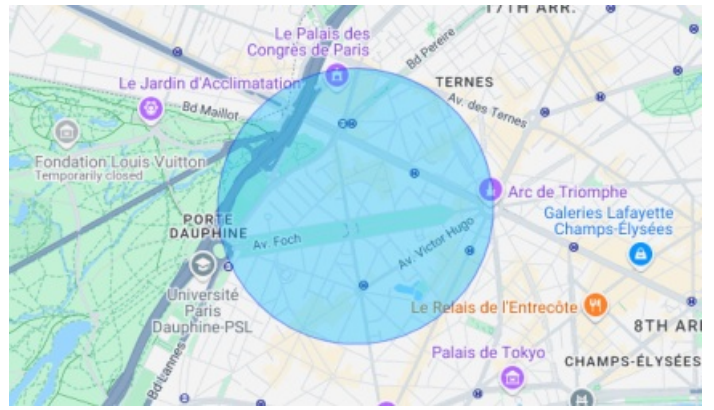 17TH ARR.
Le Palais des
Congrès de Paris
Bd Pereire
Le Jardin d'Acclimatation
TERNES
Bd Maillot
Av. des Ternes
Fondation Louis Vuitton
Temporarily closed
Arc de Triomphe
PORTE
DAUPHINE
Galeries Lafayette
Champs-Élysées
Av. Foch
Av. Victor Hugo
Université
Paris
Dauphine-PSL
Le Relais de l'Entrecôte
8TH ARR
Palais de Tokyo
CHAMPS-ÉLYSÉES
Bd Lannes